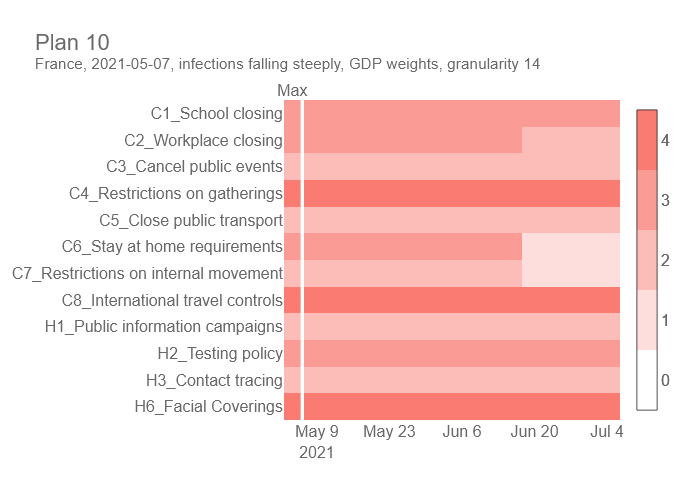 Plan 10
France, 2021-05-07, infections falling steeply, GDP weights, granularity 14
Max
C1_School closing
C2_Workplace closing
C3_Cancel public events
C4_Restrictions on gatherings
C5_Close public transport
C6_Stay at home requirements
C7_Restrictions on internal movement
C8_International travel controls
H1_Public information campaigns
H2_Testing policy
H3_Contact tracing
H6_Facial Coverings
May 9 May 23 Jun 6 Jun 20 Jul 4
2021
4
3
2
1
0